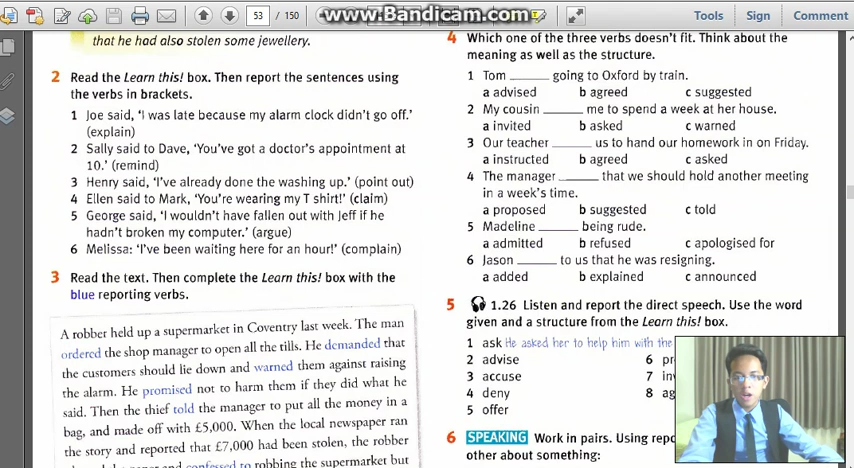 53 / 150
www.Bandicam.com
Tools
Sign
Comment
that he had also stolen some jewellery.
2 Read the Learn this! box. Then report the sentences using
the verbs in brackets.
1 Joe said, ‘I was late because my alarm clock didn’t go off.’
(explain)
2 Sally said to Dave, ‘You’ve got a doctor’s appointment at
10.’ (remind)
3 Henry said, ‘I’ve already done the washing up.’ (point out)
4 Ellen said to Mark, ‘You’re wearing my T shirt!’ (claim)
5 George said, ‘I wouldn’t have fallen out with Jeff if he
hadn’t broken my computer.’ (argue)
6 Melissa: ‘I’ve been waiting here for an hour!’ (complain)
3 Read the text. Then complete the Learn this! box with the
blue reporting verbs.
A robber held up a supermarket in Coventry last week. The man
ordered the shop manager to open all the tills. He demanded that
the customers should lie down and warned them against raising
the alarm. He promised not to harm them if they did what he
said. Then the thief told the manager to put all the money in a
bag, and made off with £5,000. When the local newspaper ran
the story and reported that £7,000 had been stolen, the robber
and confessed to robbing the supermarket but
4 Which one of the three verbs doesn’t fit. Think about the
meaning as well as the structure.
1 Tom ______ going to Oxford by train.
a advised b agreed c suggested
2 My cousin ______ me to spend a week at her house.
a invited b asked c warned
3 Our teacher ______ us to hand our homework in on Friday.
a instructed b agreed c asked
4 The manager ______ that we should hold another meeting
in a week’s time.
a proposed b suggested c told
5 Madeline ______ being rude.
a admitted b refused c apologised for
6 Jason ______ to us that he was resigning.
a added b explained c announced
5 1.26 Listen and report the direct speech. Use the word
given and a structure from the Learn this! box.
1 ask He asked her to help him with the
2 advise
3 accuse
4 deny
5 offer
6 pr
7 in
8 ag
6 SPEAKING Work in pairs. Using repo
other about something: